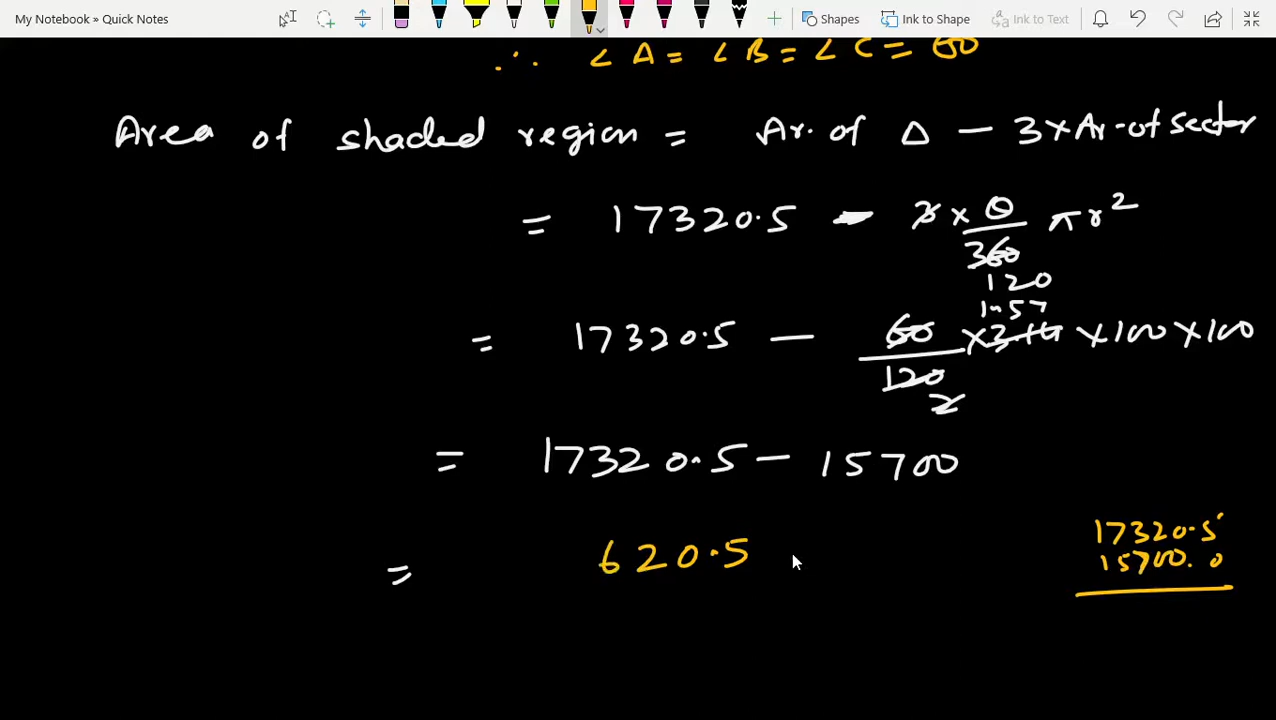 My Notebook » Quick Notes
Shapes
Ink to Shape
Ink to Text
∴ ∠A = ∠B = ∠C = 60
Area of shaded region = Ar. of Δ − 3×Ar. of sector
= 17320.5 - 3 × θ/360 πr²
120
1.57
= 17320.5 − 60/120 × 3.14 × 100 × 100
2
= 17320.5 − 15700
17320.5
= 620.5
15700.0